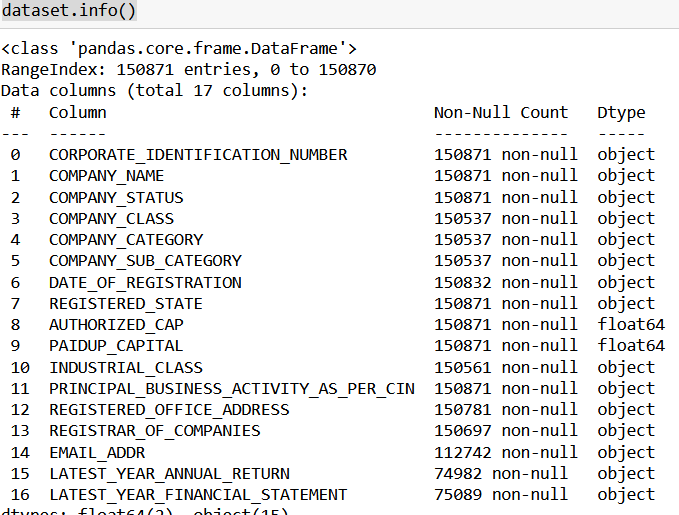 dataset.info()
<class 'pandas.core.frame.DataFrame'>
RangeIndex: 150871 entries, 0 to 150870
Data columns (total 17 columns):
 #   Column                             Non-Null Count   Dtype
---  ------                             --------------   -----
 0   CORPORATE_IDENTIFICATION_NUMBER    150871 non-null  object
 1   COMPANY_NAME                       150871 non-null  object
 2   COMPANY_STATUS                     150871 non-null  object
 3   COMPANY_CLASS                      150537 non-null  object
 4   COMPANY_CATEGORY                   150537 non-null  object
 5   COMPANY_SUB_CATEGORY               150537 non-null  object
 6   DATE_OF_REGISTRATION               150832 non-null  object
 7   REGISTERED_STATE                   150871 non-null  object
 8   AUTHORIZED_CAP                     150871 non-null  float64
 9   PAIDUP_CAPITAL                     150871 non-null  float64
 10  INDUSTRIAL_CLASS                   150561 non-null  object
 11  PRINCIPAL_BUSINESS_ACTIVITY_AS_PER_CIN  150871 non-null  object
 12  REGISTERED_OFFICE_ADDRESS          150781 non-null  object
 13  REGISTRAR_OF_COMPANIES             150697 non-null  object
 14  EMAIL_ADDR                         112742 non-null  object
 15  LATEST_YEAR_ANNUAL_RETURN          74982 non-null   object
 16  LATEST_YEAR_FINANCIAL_STATEMENT    75089 non-null   object
dtypes: float64(2), object(15)